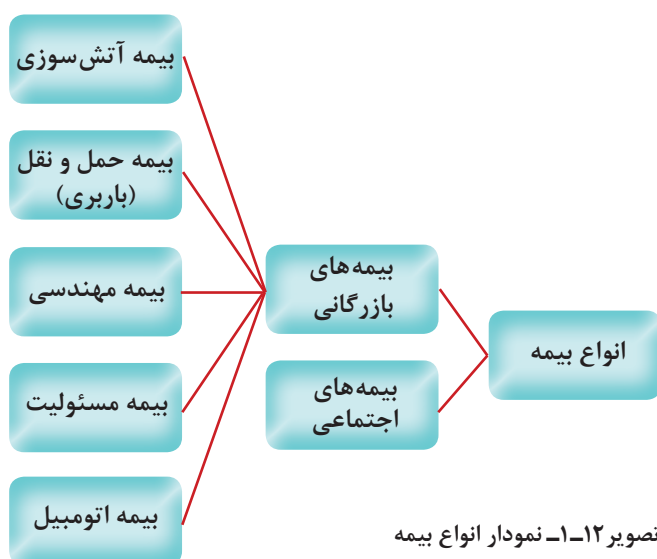 انواع بیمه
بیمه‌های
بازرگانی
بیمه‌های
اجتماعی
بیمه آتش‌سوزی
بیمه حمل و نقل
(باربری)
بیمه مهندسی
بیمه مسئولیت
بیمه اتومبیل
تصویر۱۲ـ۱ـ نمودار انواع بیمه